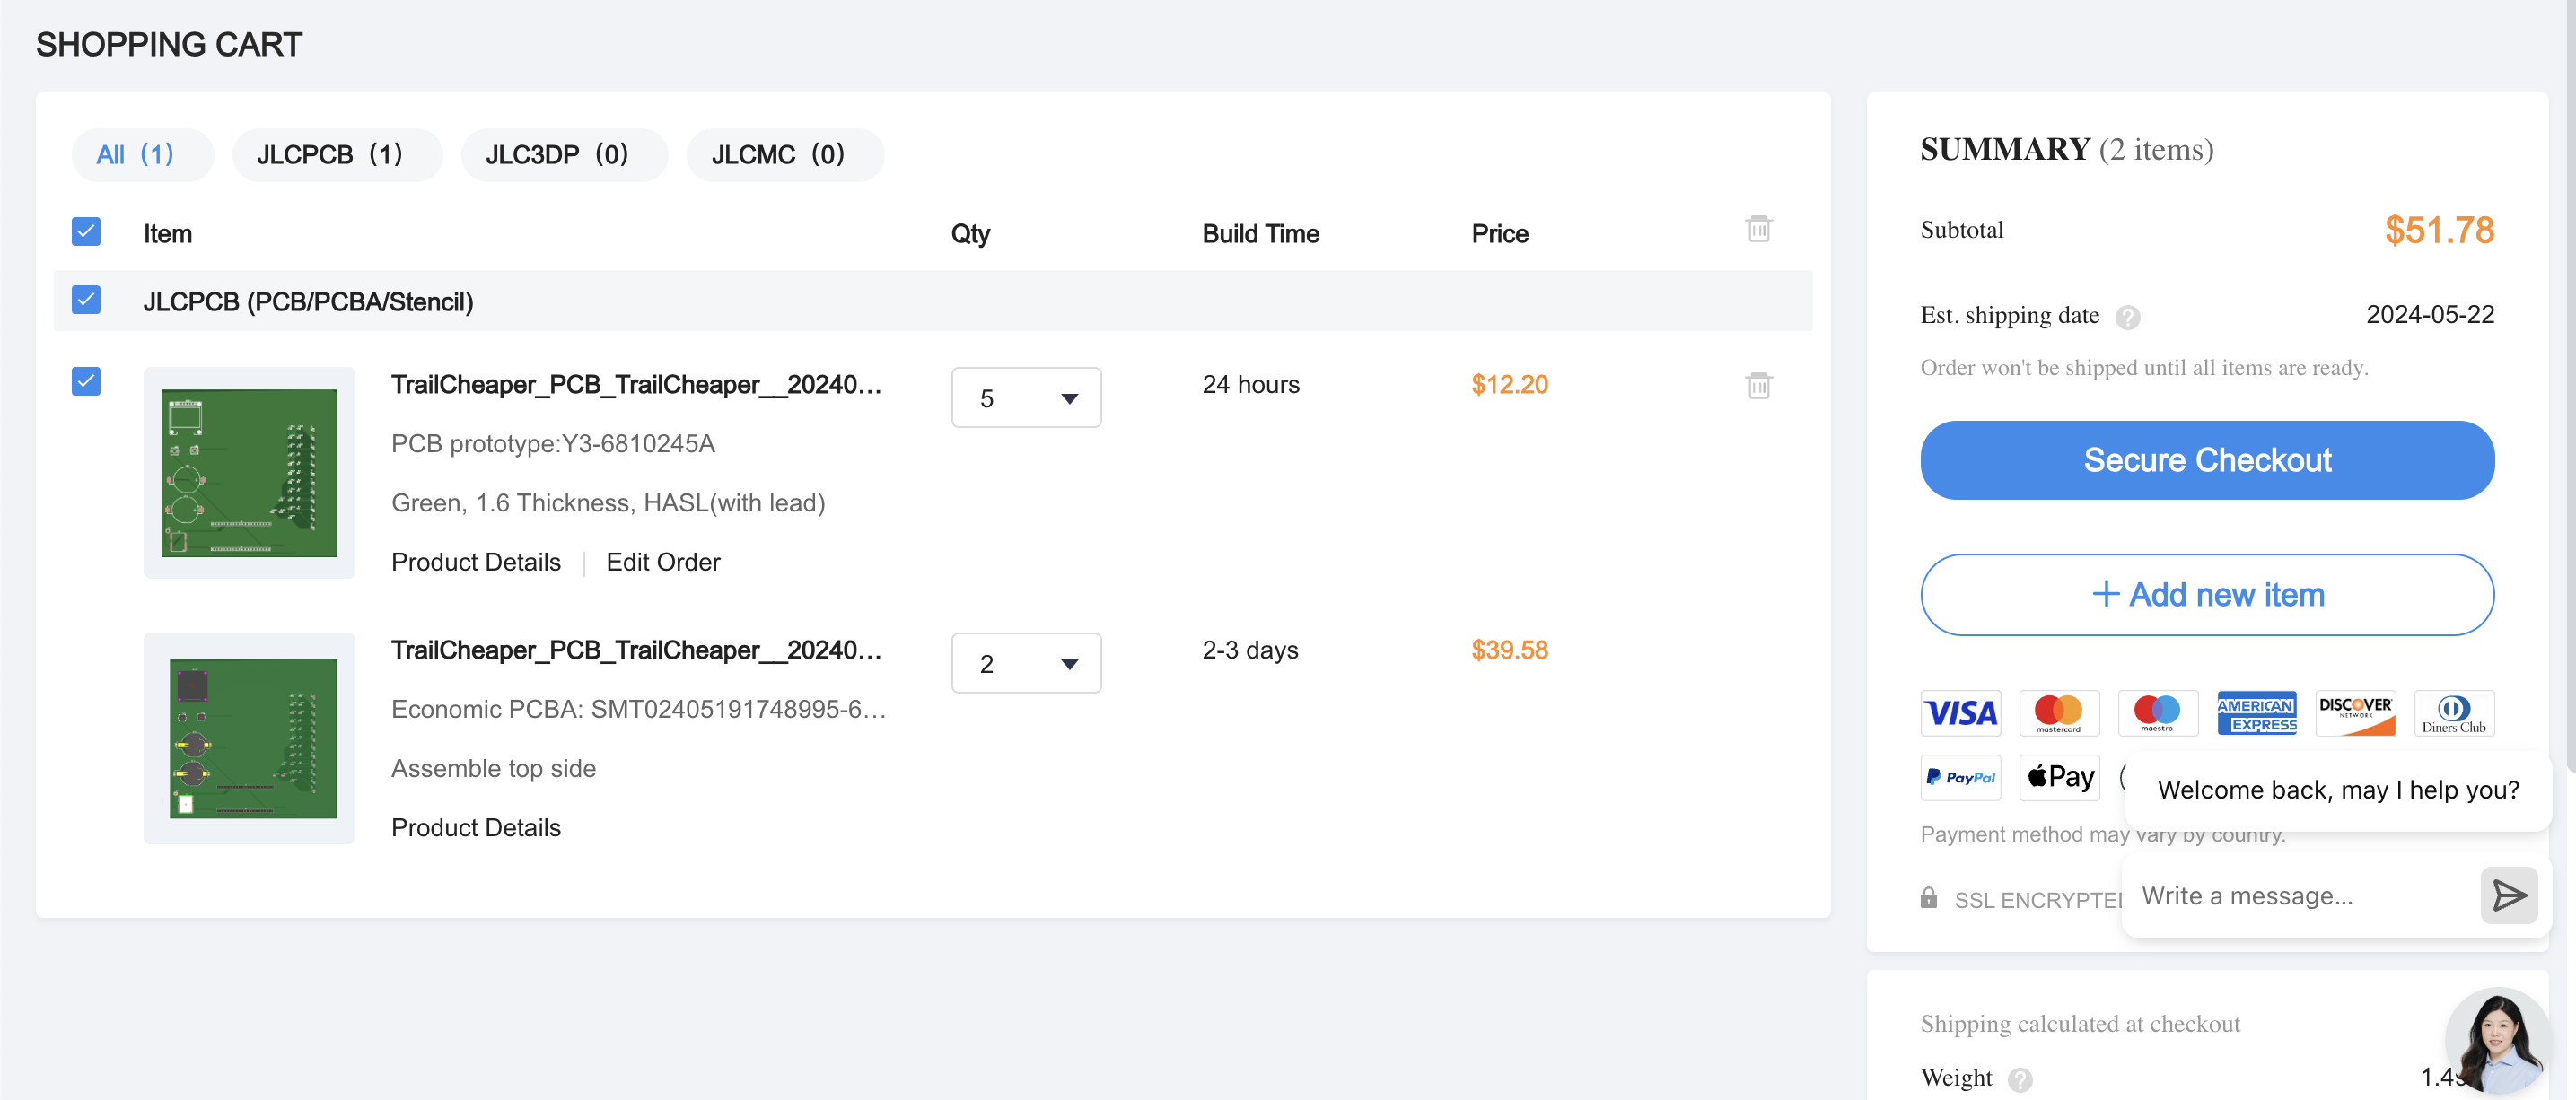 SHOPPING CART
All (1)
JLCPCB (1)
JLC3DP (0)
JLCMC (0)
Item
Qty
Build Time
Price
JLCPCB (PCB/PCBA/Stencil)
TrailCheaper_PCB_TrailCheaper__20240...
5
24 hours
$12.20
PCB prototype:Y3-6810245A
Green, 1.6 Thickness, HASL(with lead)
Product Details | Edit Order
TrailCheaper_PCB_TrailCheaper__20240...
2
2-3 days
$39.58
Economic PCBA: SMT02405191748995-6...
Assemble top side
Product Details
SUMMARY (2 items)
Subtotal
$51.78
Est. shipping date ?
2024-05-22
Order won't be shipped until all items are ready.
Secure Checkout
+ Add new item
VISA
mastercard
maestro
AMERICAN EXPRESS
DISCOVER NETWORK
Diners Club
PayPal
Pay
Welcome back, may I help you?
Payment method may vary by country.
SSL ENCRYPTED
Write a message...
Shipping calculated at checkout
Weight ?